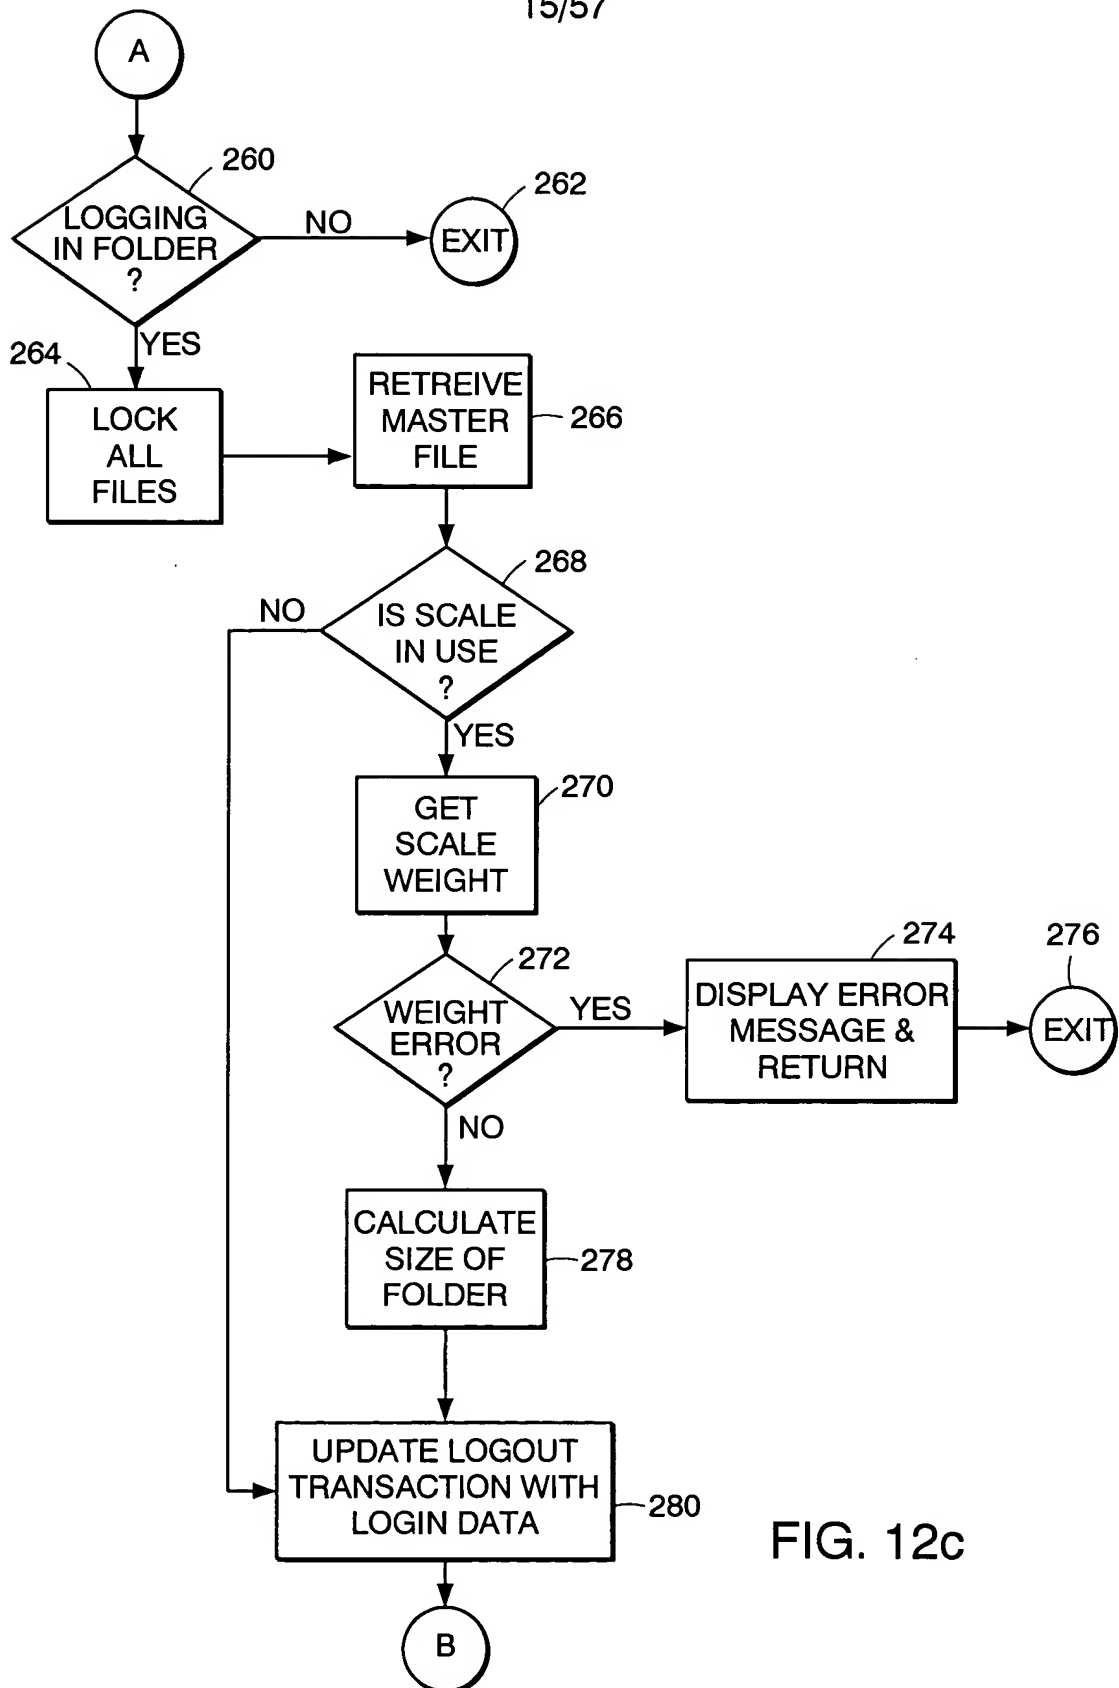 15/57
A
260
LOGGING
IN FOLDER
?
NO
262
EXIT
YES
264
LOCK
ALL
FILES
RETREIVE
MASTER
FILE
266
268
IS SCALE
IN USE
?
NO
YES
270
GET
SCALE
WEIGHT
272
WEIGHT
ERROR
?
YES
274
DISPLAY ERROR
MESSAGE &
RETURN
276
EXIT
NO
CALCULATE
SIZE OF
FOLDER
278
UPDATE LOGOUT
TRANSACTION WITH
LOGIN DATA
280
B
FIG. 12c